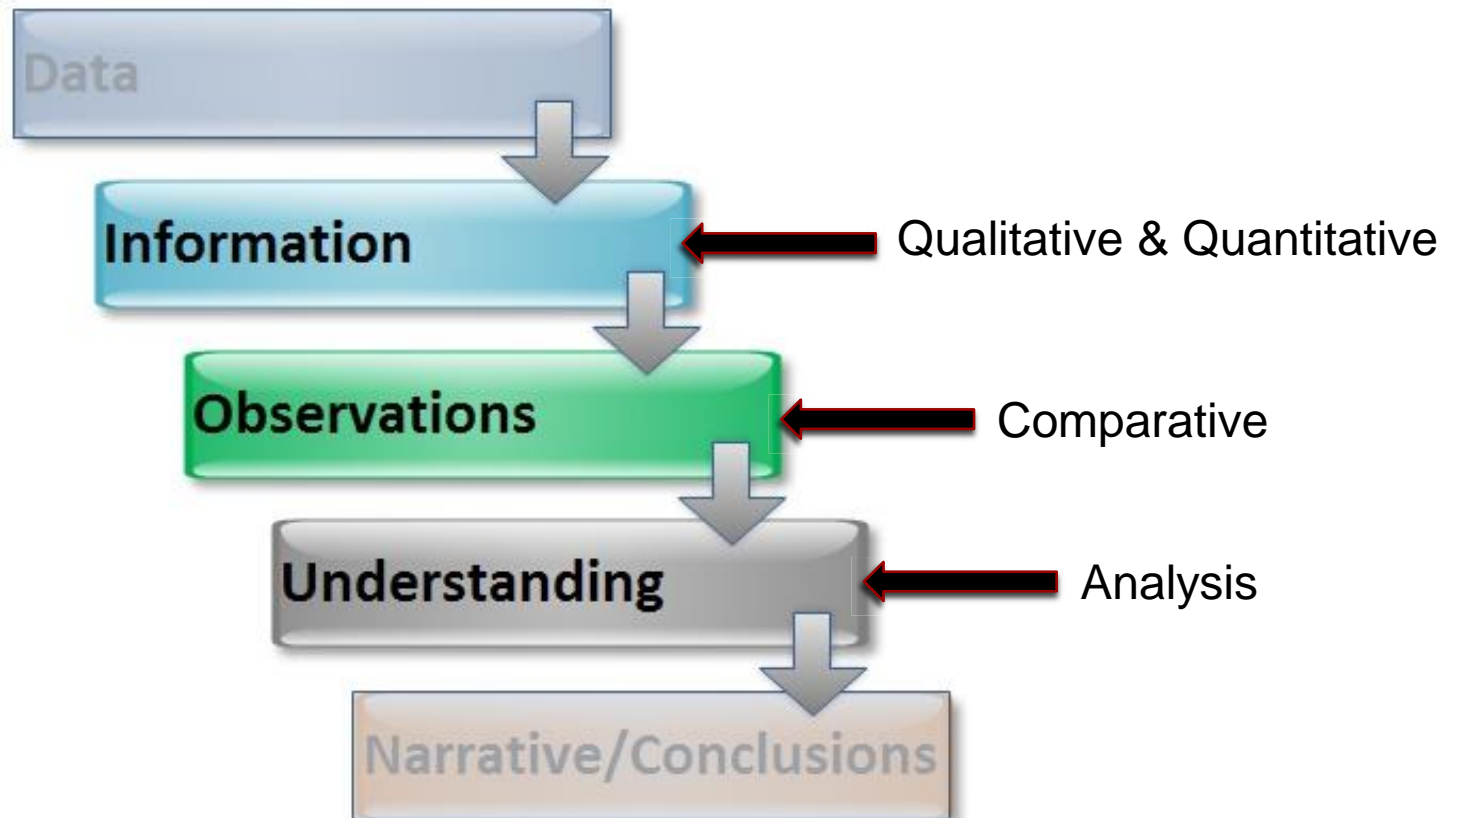 Data
Information
Qualitative & Quantitative
Observations
Comparative
Understanding
Analysis
Narrative/Conclusions